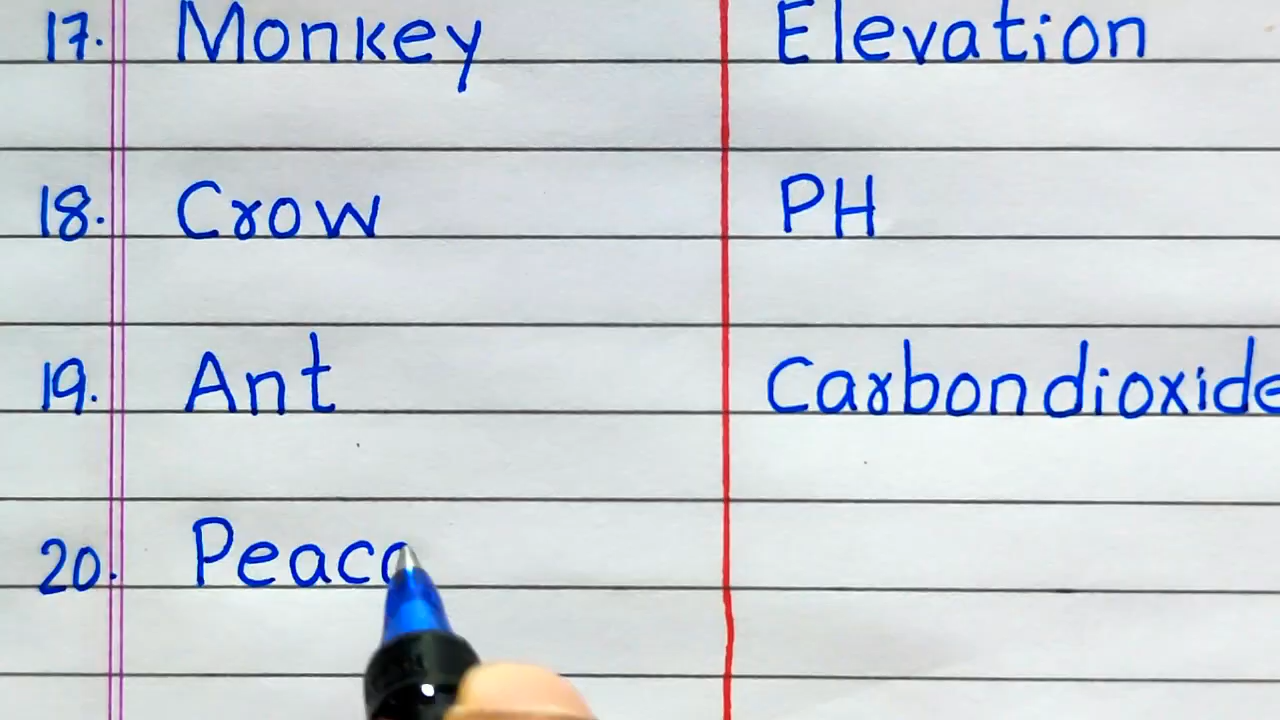 17. Monkey Elevation
18. Crow PH
19. Ant Carbondioxide
20. Peaco